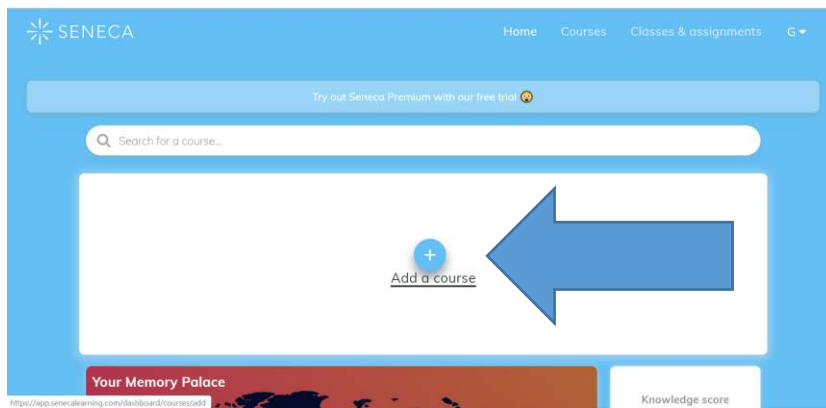 SENECA
Home Courses Classes & assignments G
Try out Seneca Premium with our free trial 😲
Search for a course...
+
Add a course
Your Memory Palace
Knowledge score
https://app.senecalearning.com/dashboard/courses/add